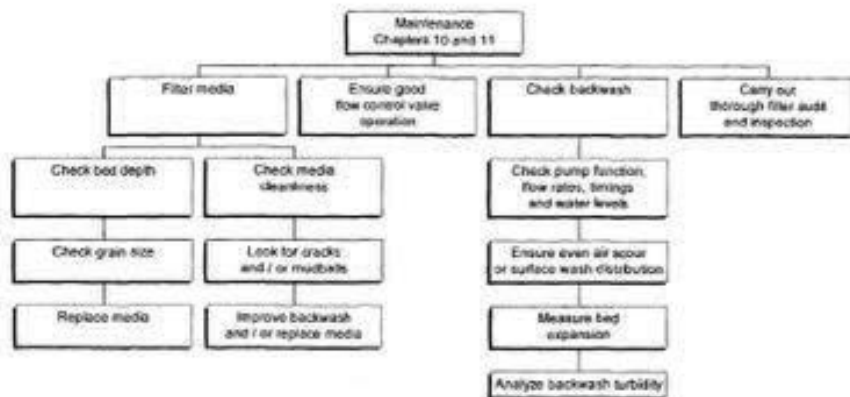 Maintenance
Chapters 10 and 11
Filter media
Ensure good
flow control valve
operation
Check backwash
Carry out
thorough filter audit
and inspection
Check bed depth
Check media
cleanliness
Check pump function,
flow rates, timings
and water levels
Check grain size
Look for cracks
and / or mudballs
Ensure even air scour
or surface wash distribution
Replace media
Improve backwash
and / or replace media
Measure bed
expansion
Analyze backwash turbidity